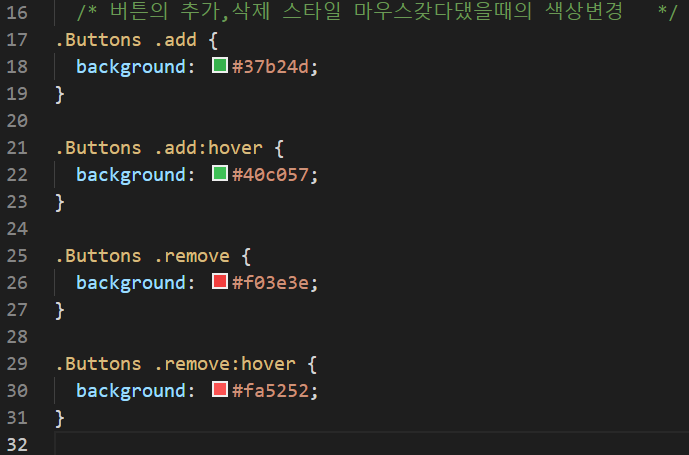 16 /* 버튼의 추가,삭제 스타일 마우스갖다댔을때의 색상변경 */
17 .Buttons .add {
18 background: #37b24d;
19 }
20
21 .Buttons .add:hover {
22 background: #40c057;
23 }
24
25 .Buttons .remove {
26 background: #f03e3e;
27 }
28
29 .Buttons .remove:hover {
30 background: #fa5252;
31 }
32